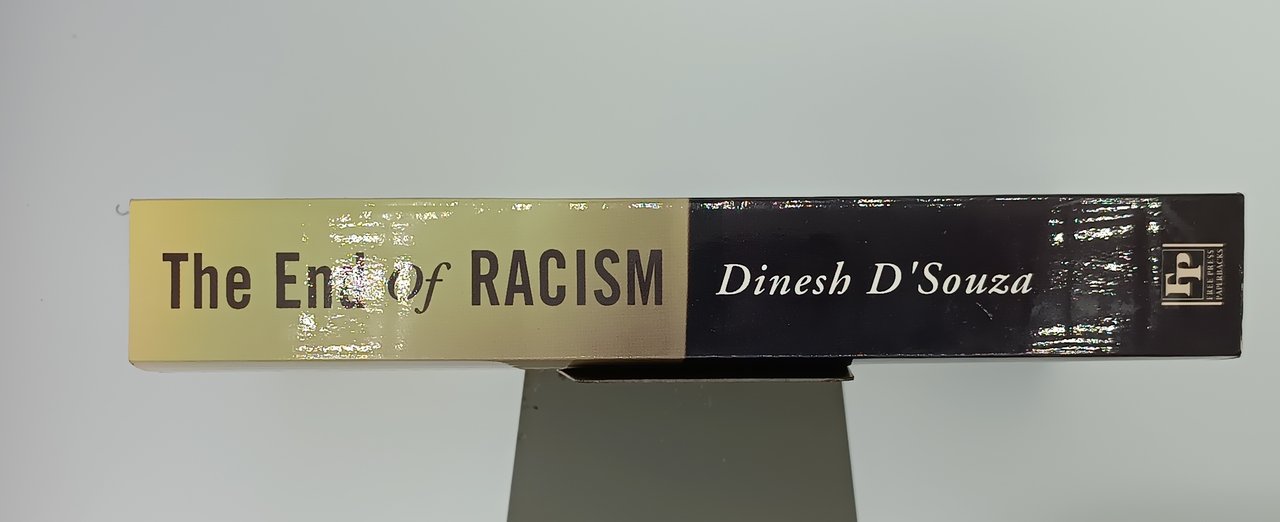 The End Of RACISM
Dinesh D'Souza
FP
FREE PRESS
PAPERBACKS